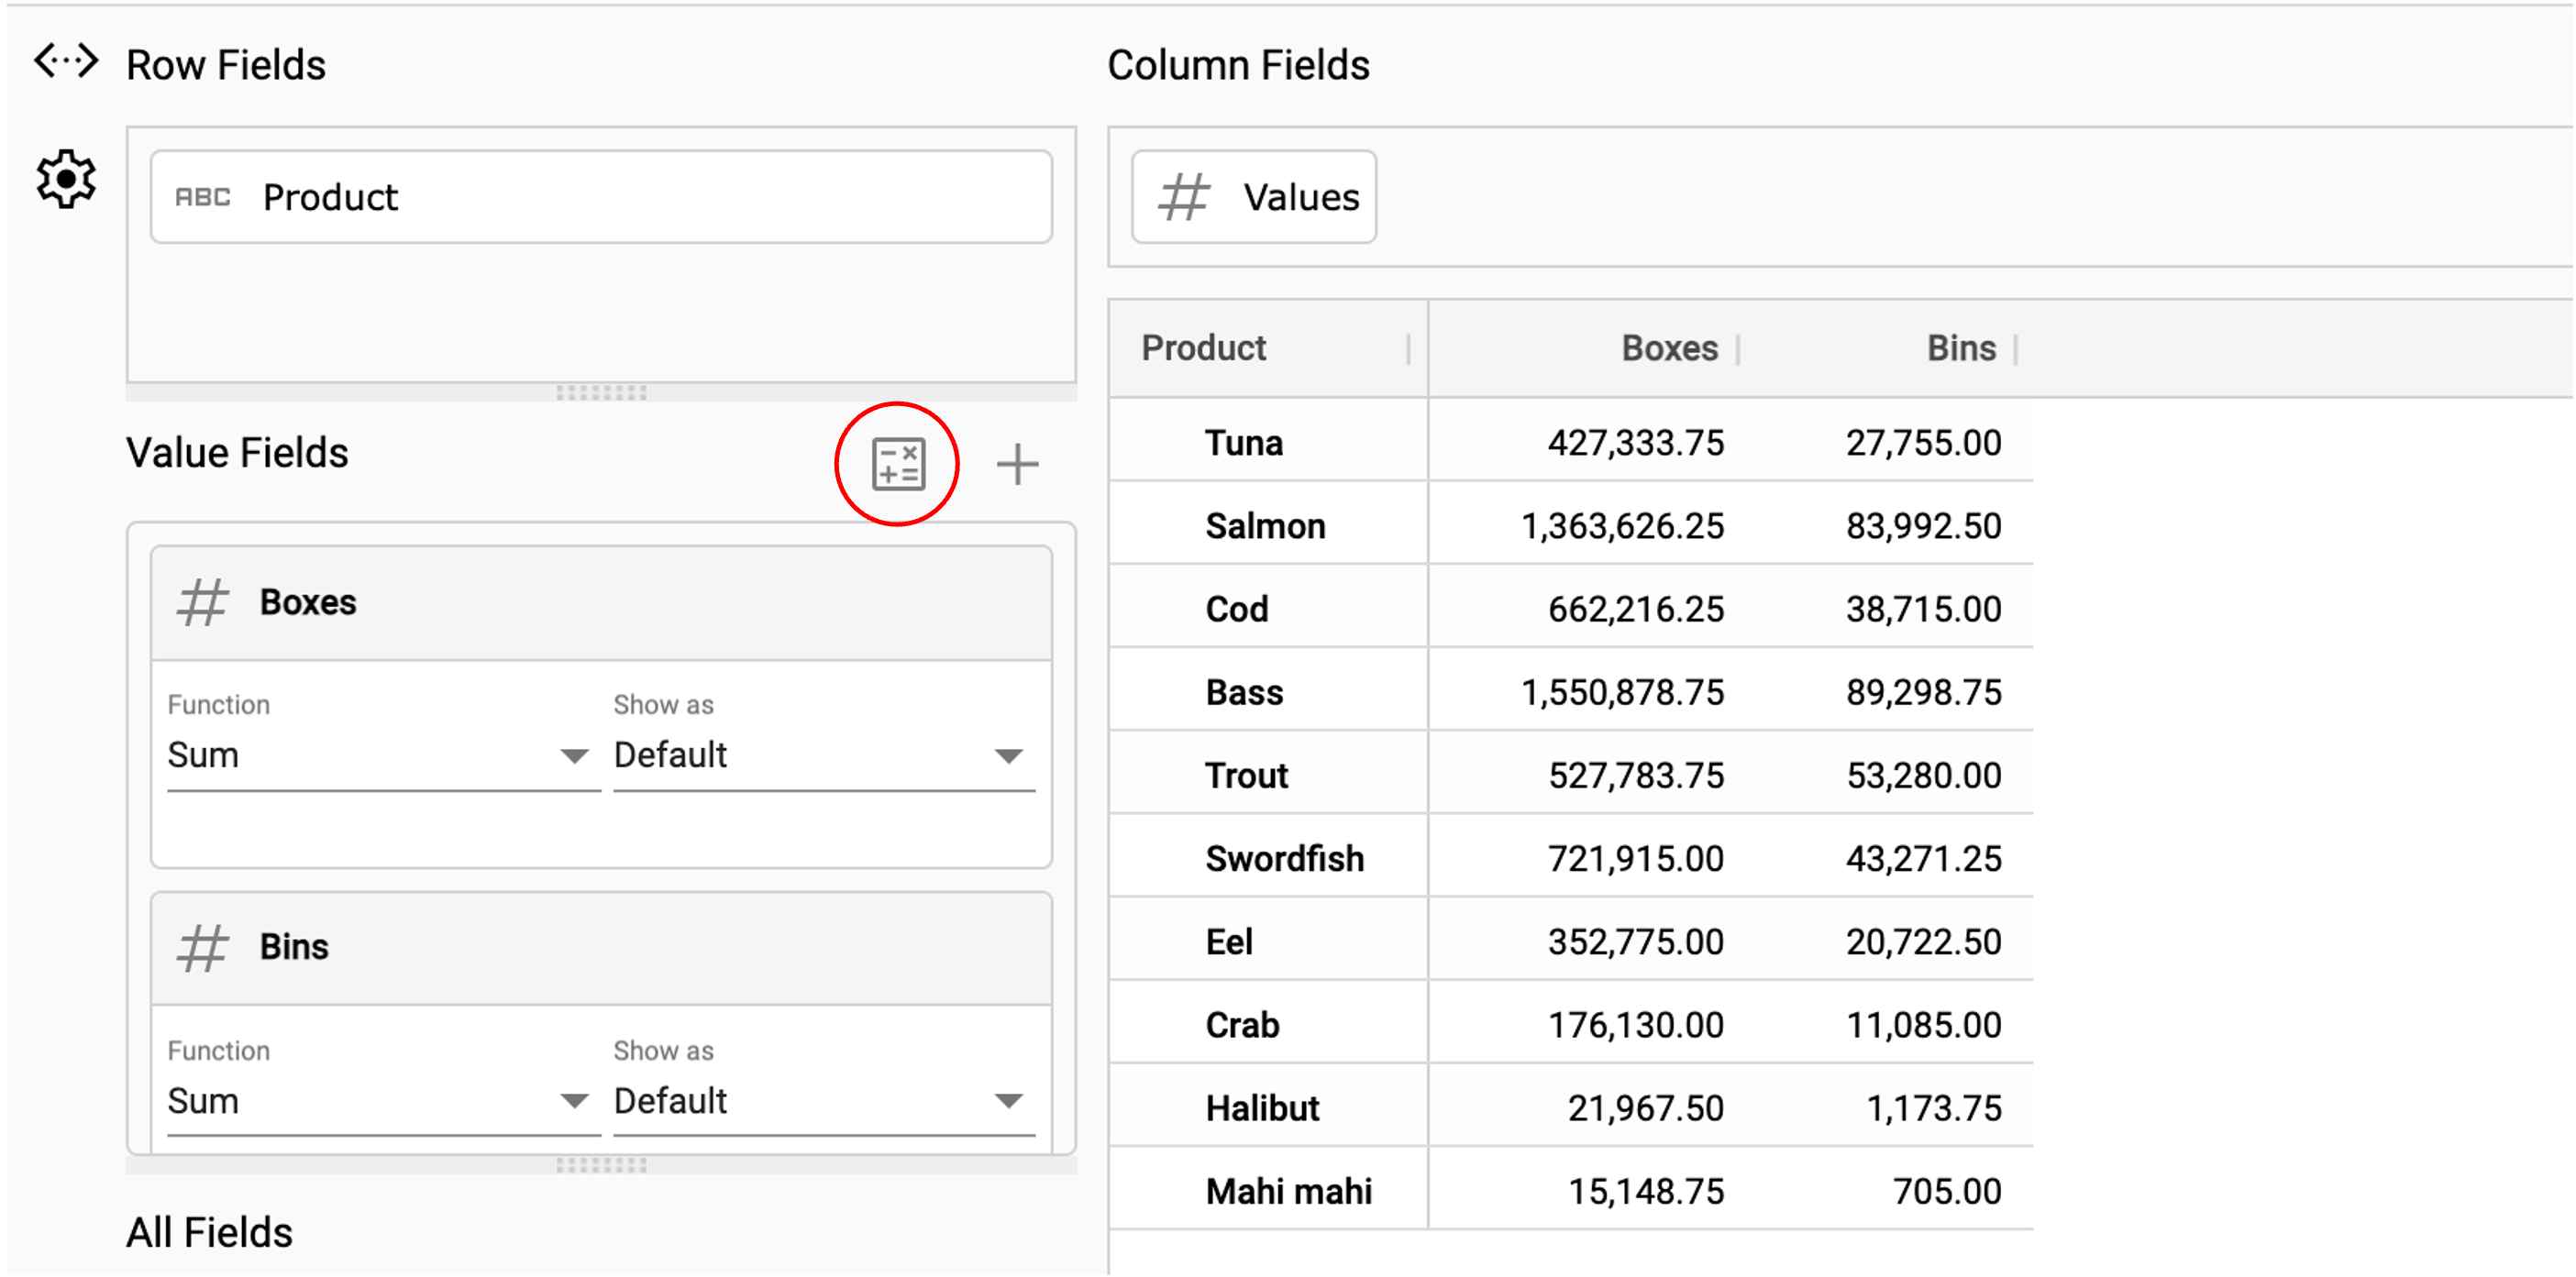 Row Fields
Column Fields
ABC Product
# Values
Product Boxes Bins
Value Fields
# Boxes
Function Show as
Sum Default
# Bins
Function Show as
Sum Default
All Fields
Tuna 427,333.75 27,755.00
Salmon 1,363,626.25 83,992.50
Cod 662,216.25 38,715.00
Bass 1,550,878.75 89,298.75
Trout 527,783.75 53,280.00
Swordfish 721,915.00 43,271.25
Eel 352,775.00 20,722.50
Crab 176,130.00 11,085.00
Halibut 21,967.50 1,173.75
Mahi mahi 15,148.75 705.00